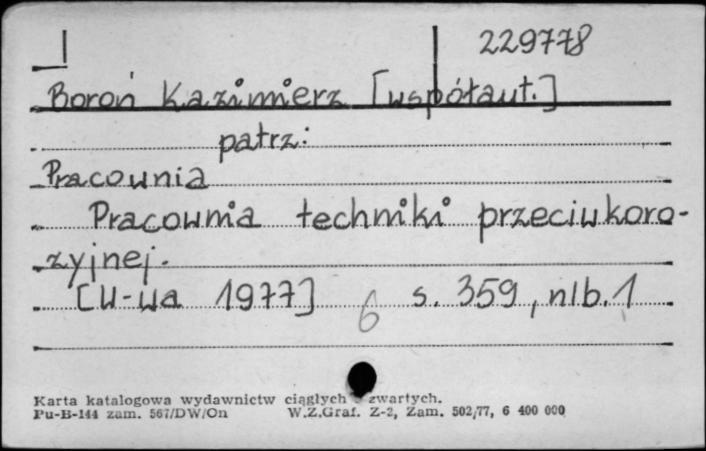 229778
Boroń Kazimierz [współaut.]
patrz:
Pracownia
Pracownia techniki przeciwkoro-
zyjnej.
[W-wa 1977] 6 s. 359, nlb. 1
Karta katalogowa wydawnictw ciągłych i zwartych.
Pu-B-144 zam. 567/DW/On W.Z.Graf. Z-2, Zam. 502/77, 6 400 000